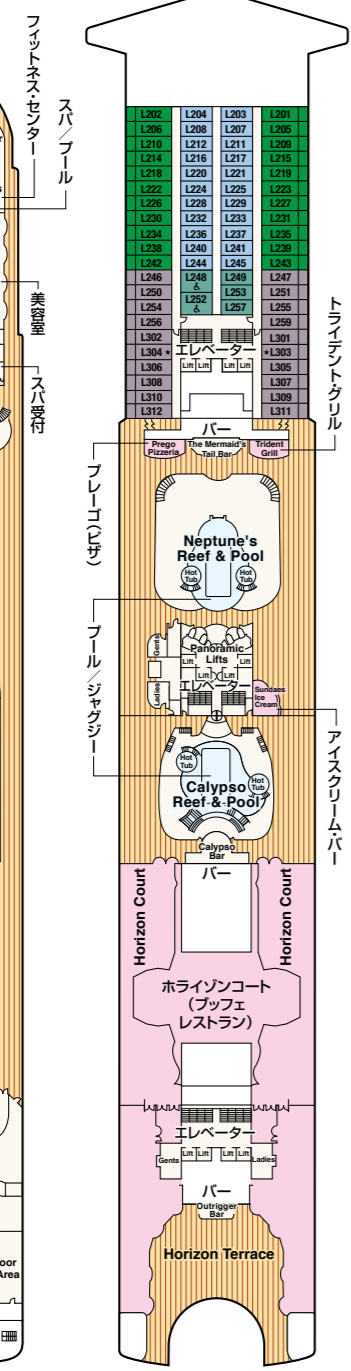 フィットネス・センター
スパ／プール
美容室
スパ受付
oor
Area
L202 L204 L203 L201
L206 L208 L207 L205
L210 L212 L211 L209
L214 L216 L217 L215
L218 L220 L221 L219
L222 L224 L225 L223
L226 L228 L229 L227
L230 L232 L233 L231
L234 L236 L237 L235
L238 L240 L241 L239
L242 L244 L245 L243
L246 L248 L249 L247
L250 L252 L253 L251
L254 L257 L255
L256 L259
L302 L301
L304★ エレベーター ★L303
L306 Lift Lift Lift Lift L305
L308 L307
L310 L309
L312 L311
トライデント・グリル
バー
Prego
Pizzeria
The Mermaid's
Tail Bar
Trident
Grill
プレーゴ（ピザ）
Neptune's
Reef & Pool
Hot
Tub
Hot
Tub
プール／ジャグジー
Gents
Ladies
Panoramic
Lifts
Lift Lift
Lift Lift
エレベーター
Sundaes
Ice
Cream
アイスクリーム・バー
Hot
Tub
Hot
Tub
Calypso
Reef & Pool
Calypso
Bar
バー
Horizon Court
Horizon Court
ホライゾンコート
（ブッフェ
レストラン）
エレベーター
Gents
Lift Lift Lift Lift
Ladies
バー
Outrigger
Bar
Horizon Terrace